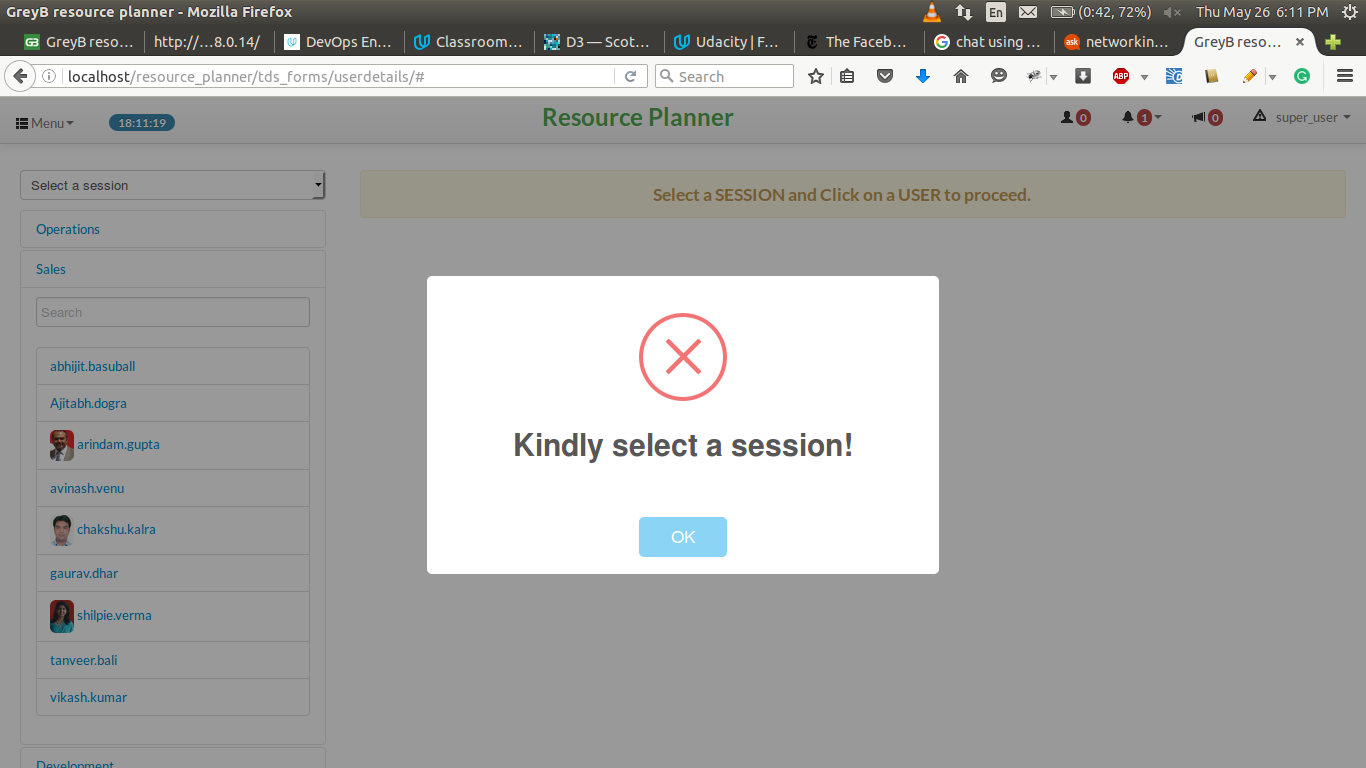 GreyB resource planner - Mozilla Firefox
En
(0:42, 72%)
Thu May 26 6:11 PM
GreyB reso...
http://...8.0.14/
DevOps En...
Classroom...
D3 — Scot...
Udacity | F...
The Faceb...
chat using ...
networkin...
GreyB reso...
localhost/resource_planner/tds_forms/userdetails/#
Search
ABP
Menu
18:11:19
Resource Planner
0
1
0
super_user
Select a session
Select a SESSION and Click on a USER to proceed.
Operations
Sales
Search
abhijit.basuball
Ajitabh.dogra
arindam.gupta
avinash.venu
chakshu.kalra
gaurav.dhar
shilpie.verma
tanveer.bali
vikash.kumar
Development
Kindly select a session!
OK